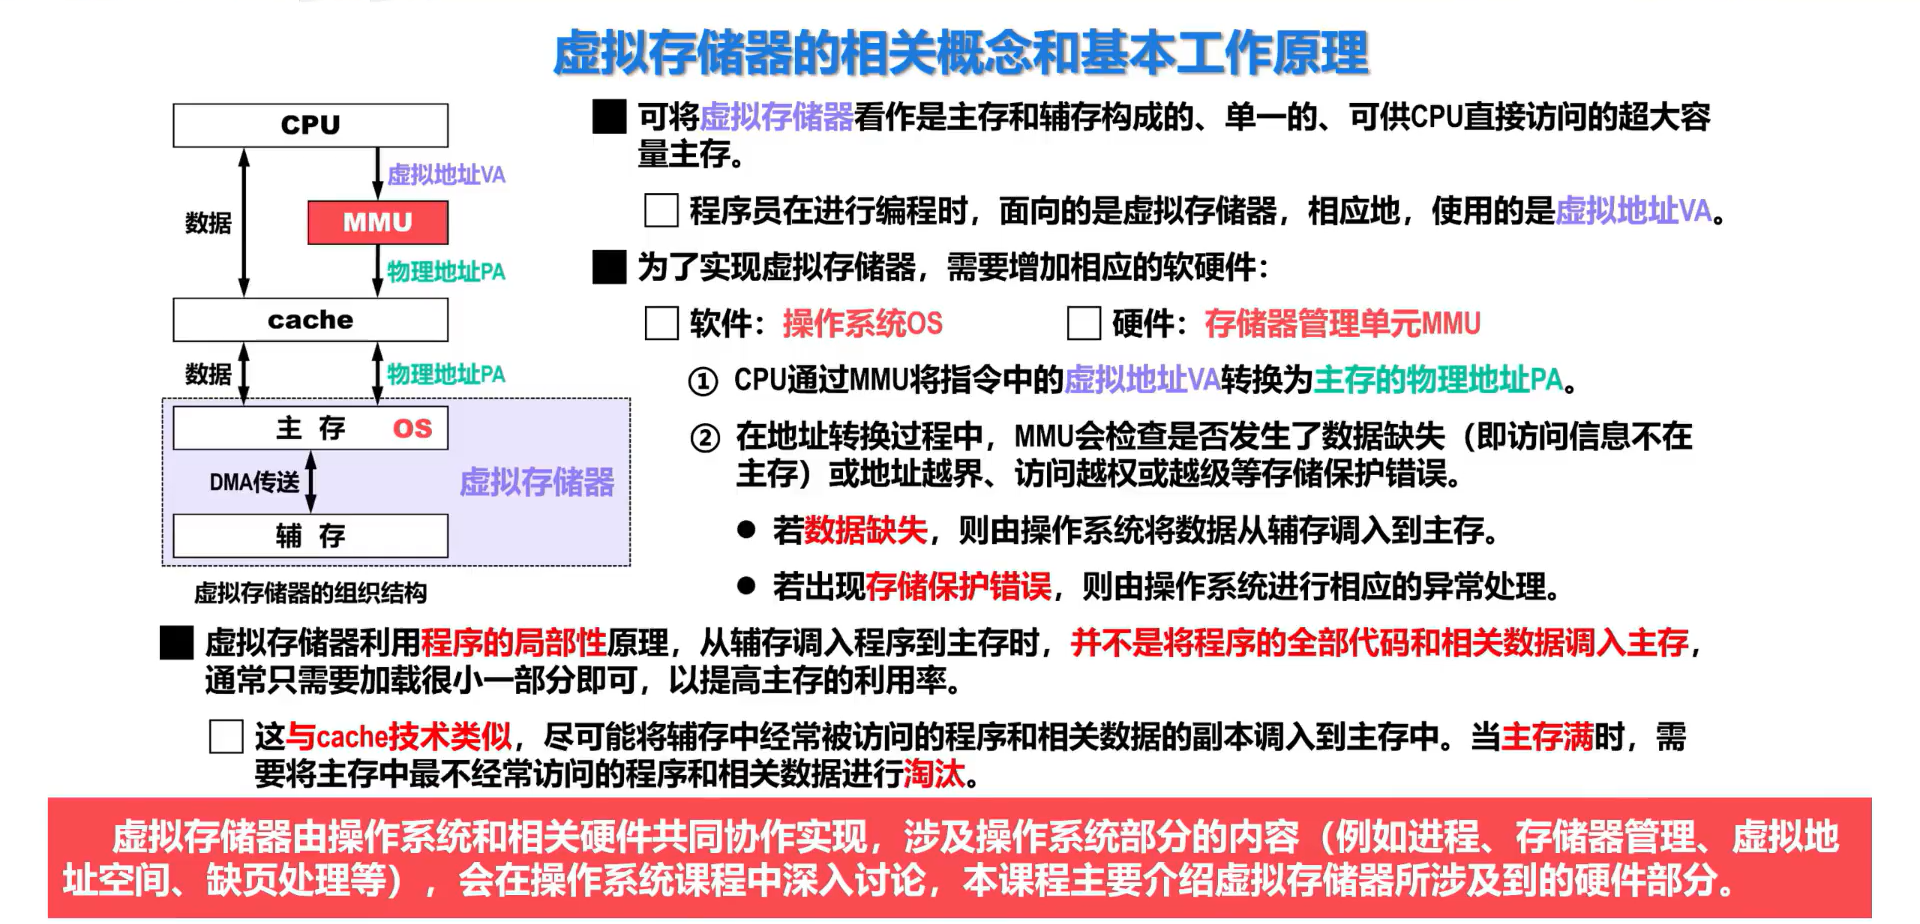 虚拟存储器的相关概念和基本工作原理
CPU
虚拟地址VA
数据
MMU
物理地址PA
cache
数据
物理地址PA
主 存 OS
DMA传送
虚拟存储器
辅 存
虚拟存储器的组织结构
可将虚拟存储器看作是主存和辅存构成的、单一的、可供CPU直接访问的超大容
量主存。
程序员在进行编程时，面向的是虚拟存储器，相应地，使用的是虚拟地址VA。
为了实现虚拟存储器，需要增加相应的软硬件：
软件：操作系统OS
硬件：存储器管理单元MMU
① CPU通过MMU将指令中的虚拟地址VA转换为主存的物理地址PA。
② 在地址转换过程中，MMU会检查是否发生了数据缺失（即访问信息不在
主存）或地址越界、访问越权或越级等存储保护错误。
● 若数据缺失，则由操作系统将数据从辅存调入到主存。
● 若出现存储保护错误，则由操作系统进行相应的异常处理。
虚拟存储器利用程序的局部性原理，从辅存调入程序到主存时，并不是将程序的全部代码和相关数据调入主存，
通常只需要加载很小一部分即可，以提高主存的利用率。
这与cache技术类似，尽可能将辅存中经常被访问的程序和相关数据的副本调入到主存中。当主存满时，需
要将主存中最不经常访问的程序和相关数据进行淘汰。
虚拟存储器由操作系统和相关硬件共同协作实现，涉及操作系统部分的内容（例如进程、存储器管理、虚拟地
址空间、缺页处理等），会在操作系统课程中深入讨论，本课程主要介绍虚拟存储器所涉及到的硬件部分。